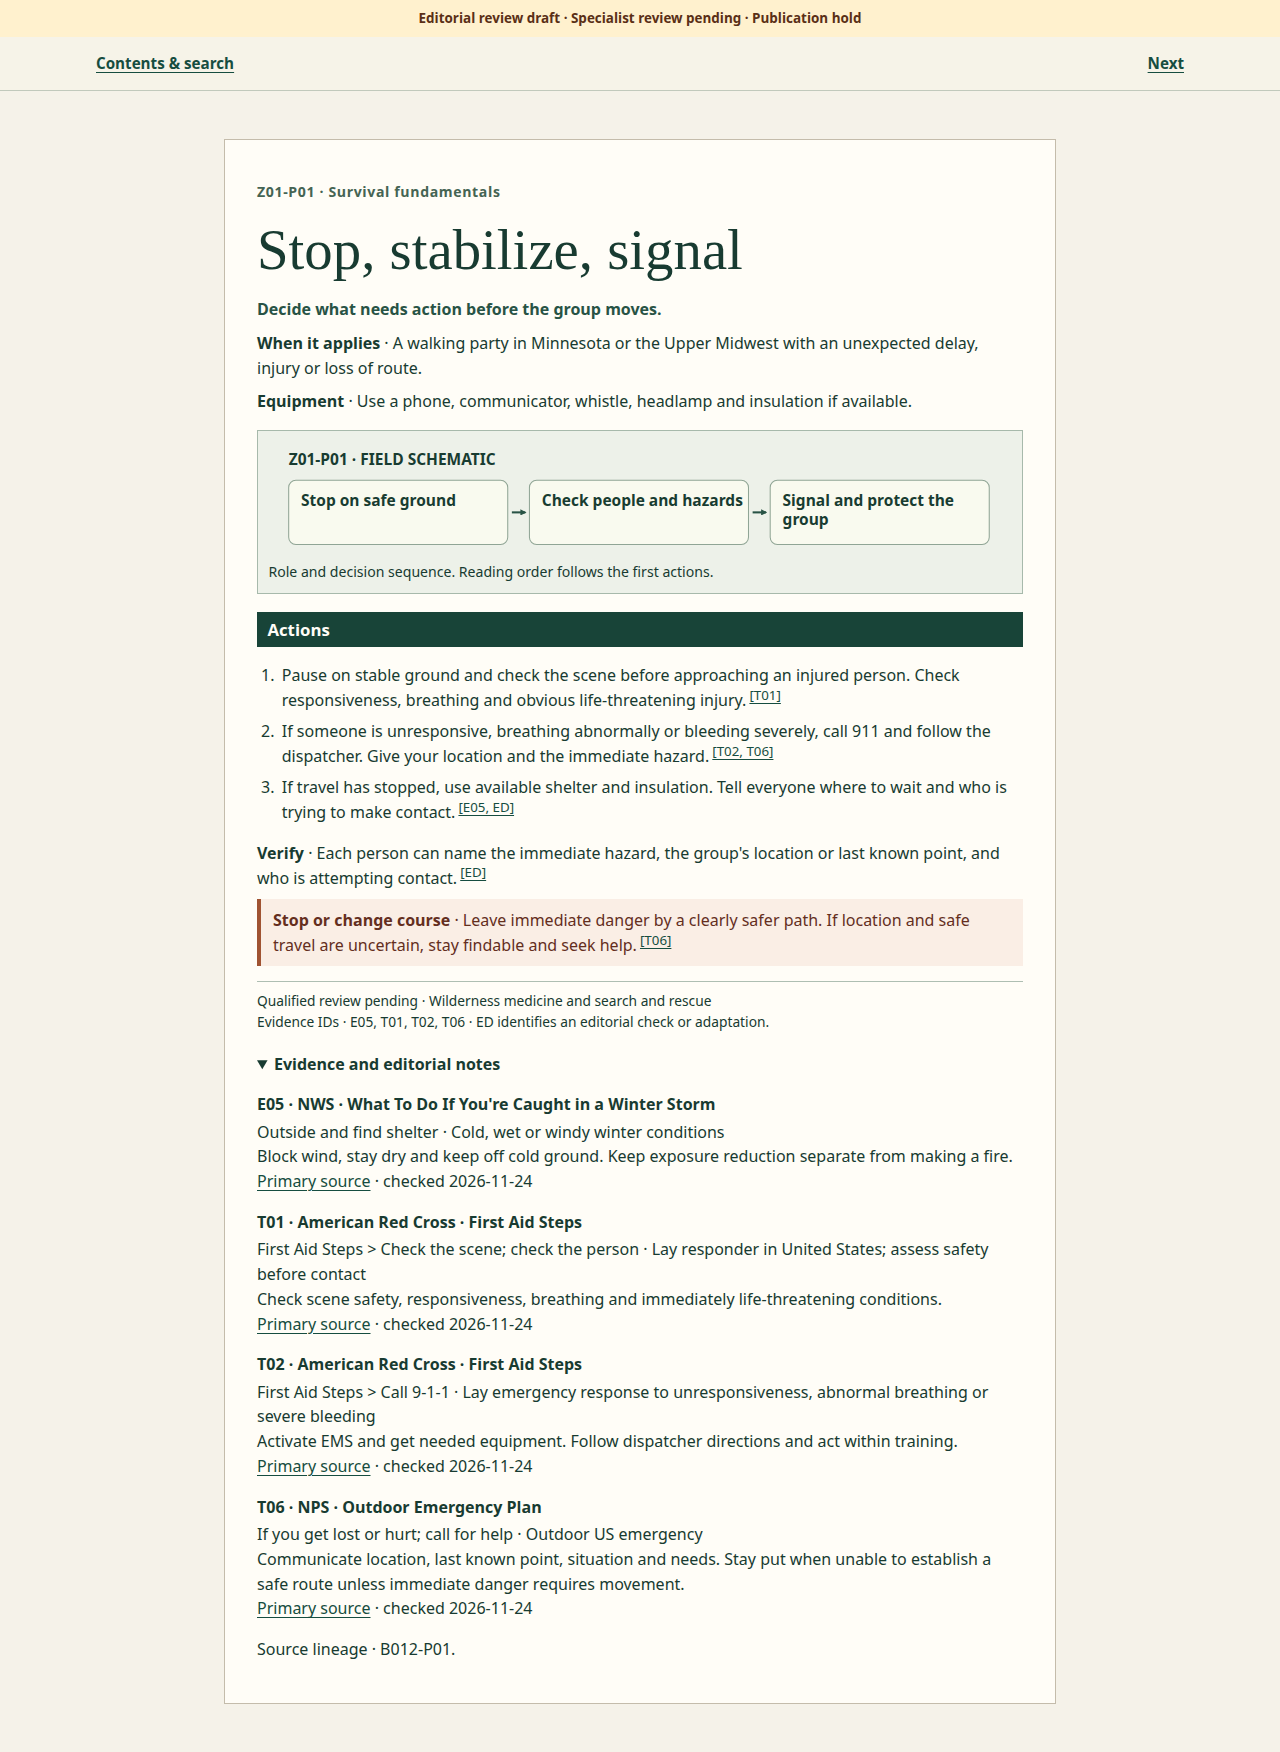 Editorial review draft · Specialist review pending · Publication hold
Contents & search
Next
Z01-P01 · Survival fundamentals
Stop, stabilize, signal
Decide what needs action before the group moves.
When it applies · A walking party in Minnesota or the Upper Midwest with an unexpected delay,
injury or loss of route.
Equipment · Use a phone, communicator, whistle, headlamp and insulation if available.
Z01-P01 · FIELD SCHEMATIC
Stop on safe ground
Check people and hazards
Signal and protect the
group
Role and decision sequence. Reading order follows the first actions.
Actions
1. Pause on stable ground and check the scene before approaching an injured person. Check
responsiveness, breathing and obvious life-threatening injury. [T01]
2. If someone is unresponsive, breathing abnormally or bleeding severely, call 911 and follow the
dispatcher. Give your location and the immediate hazard. [T02, T06]
3. If travel has stopped, use available shelter and insulation. Tell everyone where to wait and who is
trying to make contact. [E05, ED]
Verify · Each person can name the immediate hazard, the group's location or last known point, and
who is attempting contact. [ED]
Stop or change course · Leave immediate danger by a clearly safer path. If location and safe
travel are uncertain, stay findable and seek help. [T06]
Qualified review pending · Wilderness medicine and search and rescue
Evidence IDs · E05, T01, T02, T06 · ED identifies an editorial check or adaptation.
▼ Evidence and editorial notes
E05 · NWS · What To Do If You're Caught in a Winter Storm
Outside and find shelter · Cold, wet or windy winter conditions
Block wind, stay dry and keep off cold ground. Keep exposure reduction separate from making a fire.
Primary source · checked 2026-11-24
T01 · American Red Cross · First Aid Steps
First Aid Steps > Check the scene; check the person · Lay responder in United States; assess safety
before contact
Check scene safety, responsiveness, breathing and immediately life-threatening conditions.
Primary source · checked 2026-11-24
T02 · American Red Cross · First Aid Steps
First Aid Steps > Call 9-1-1 · Lay emergency response to unresponsiveness, abnormal breathing or
severe bleeding
Activate EMS and get needed equipment. Follow dispatcher directions and act within training.
Primary source · checked 2026-11-24
T06 · NPS · Outdoor Emergency Plan
If you get lost or hurt; call for help · Outdoor US emergency
Communicate location, last known point, situation and needs. Stay put when unable to establish a
safe route unless immediate danger requires movement.
Primary source · checked 2026-11-24
Source lineage · B012-P01.